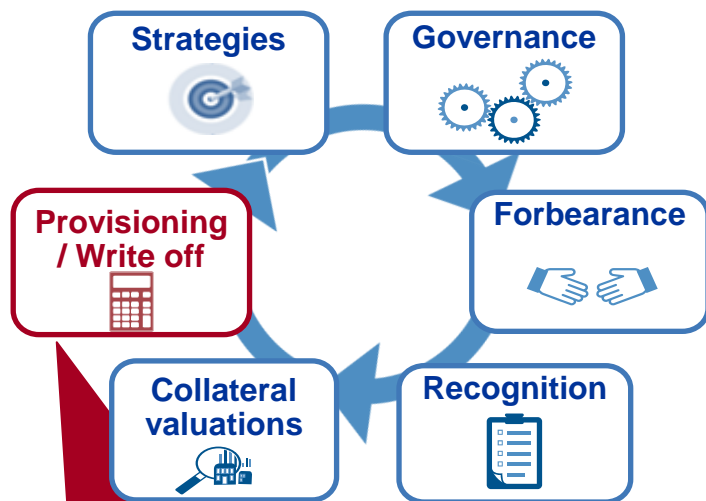 Strategies
Governance
Forbearance
Recognition
Collateral
valuations
Provisioning
/ Write off